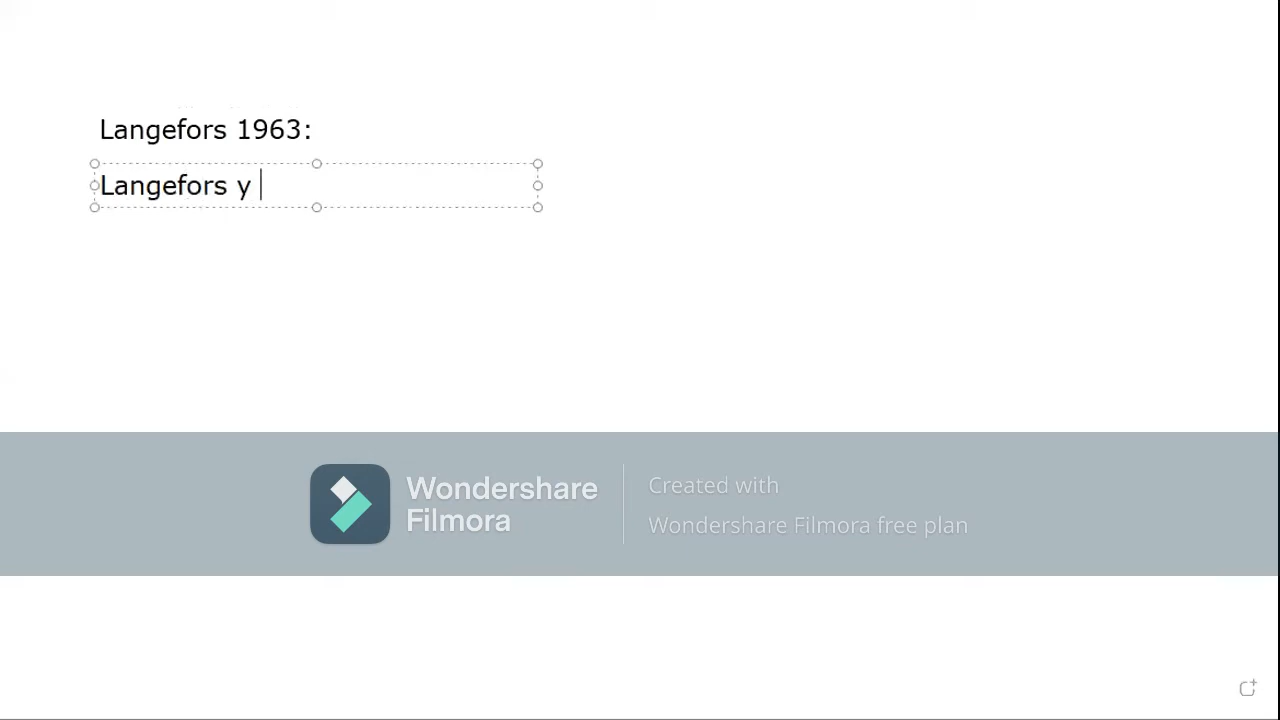 Langefors 1963:
Langefors y
Wondershare
Filmora
Created with
Wondershare Filmora free plan